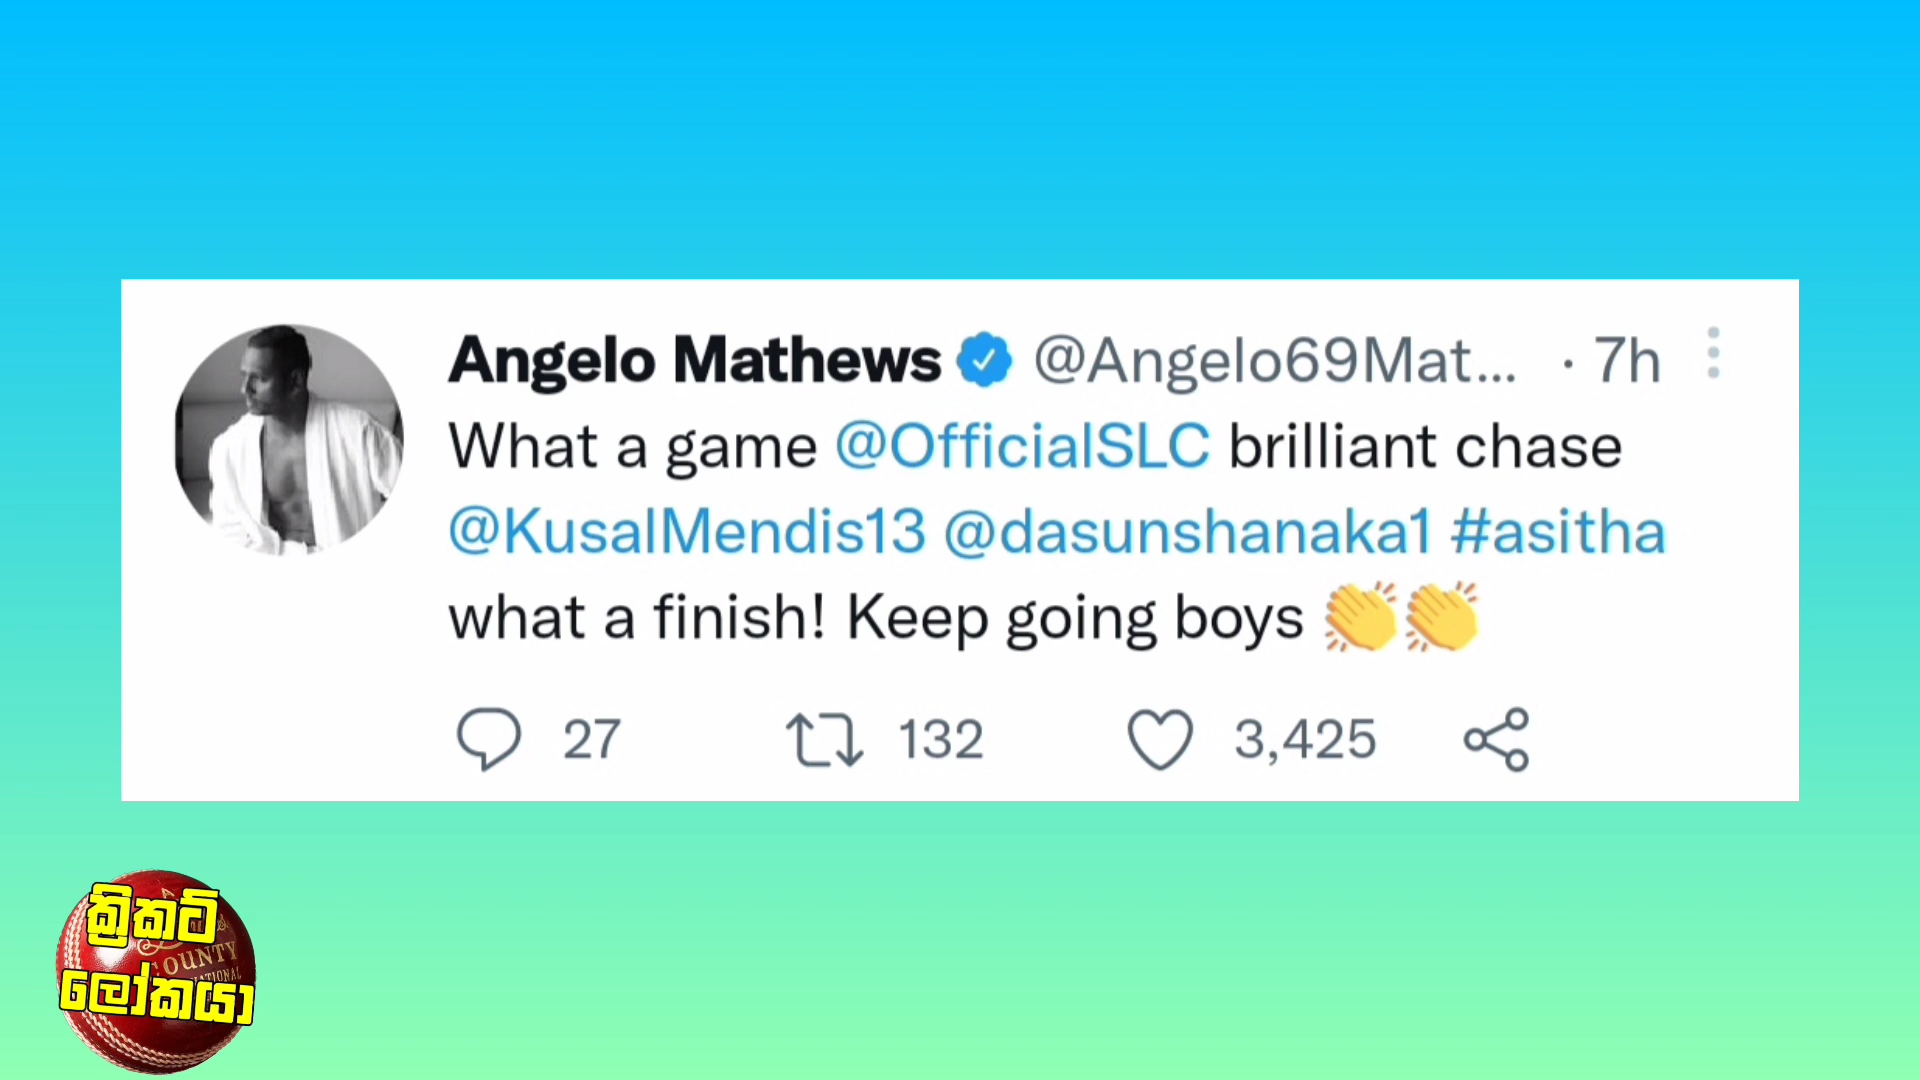 Angelo Mathews @Angelo69Mat... · 7h
What a game @OfficialSLC brilliant chase
@KusalMendis13 @dasunshanaka1 #asitha
what a finish! Keep going boys 👏👏
27 132 3,425
ක්‍රිකට්
COUNTY
ලෝකයා